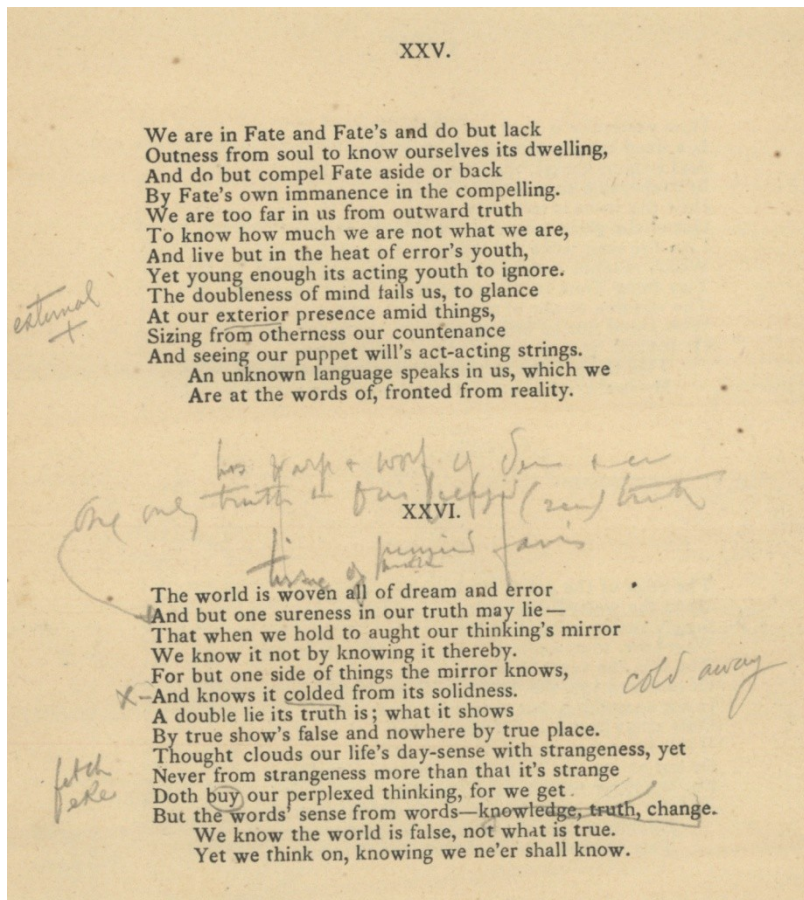 XXV.
We are in Fate and Fate's and do but lack
Outness from soul to know ourselves its dwelling,
And do but compel Fate aside or back
By Fate's own immanence in the compelling.
We are too far in us from outward truth
To know how much we are not what we are,
And live but in the heat of error's youth,
Yet young enough its acting youth to ignore.
The doubleness of mind fails us, to glance
external
+
At our exterior presence amid things,
Sizing from otherness our countenance
And seeing our puppet will's act-acting strings.
An unknown language speaks in us, which we
Are at the words of, fronted from reality.
warp + woof of
One only truth in our truth
XXVI.
tissue of
The world is woven all of dream and error
And but one sureness in our truth may lie—
That when we hold to aught our thinking's mirror
We know it not by knowing it thereby.
For but one side of things the mirror knows,
cold away
X – And knows it colded from its solidness.
A double lie its truth is; what it shows
By true show's false and nowhere by true place.
Thought clouds our life's day-sense with strangeness, yet
fetch
Never from strangeness more than that it's strange
eke
Doth buy our perplexed thinking, for we get
But the words' sense from words—knowledge, truth, change.
We know the world is false, not what is true.
Yet we think on, knowing we ne'er shall know.